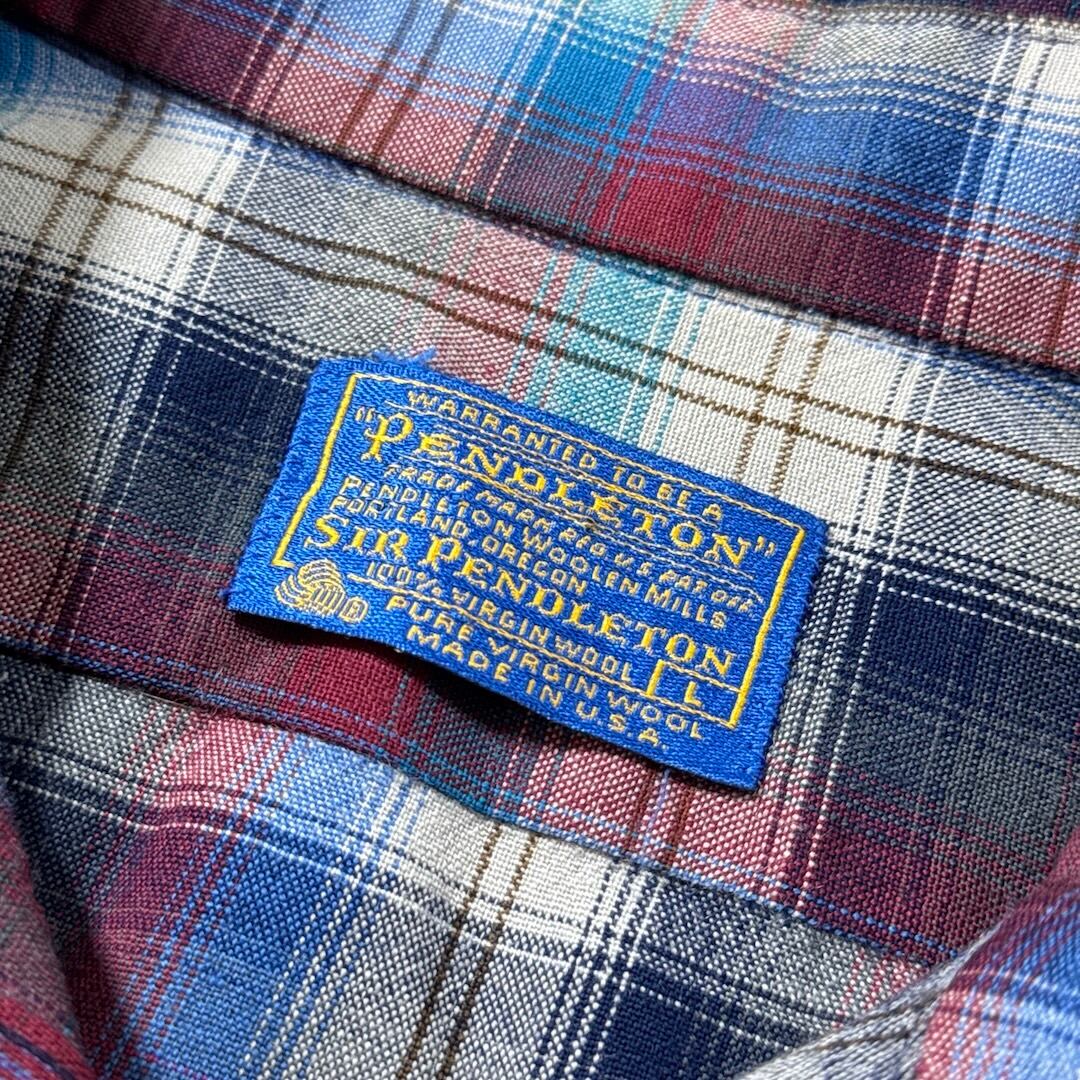 WARRANTED TO BE A
"PENDLETON"
TRADE MARK REG. U.S. PAT. OFF.
PENDLETON WOOLEN MILLS
PORTLAND, OREGON
SIR PENDLETON
100% VIRGIN WOOL
L
PURE VIRGIN WOOL
MADE IN U.S.A.